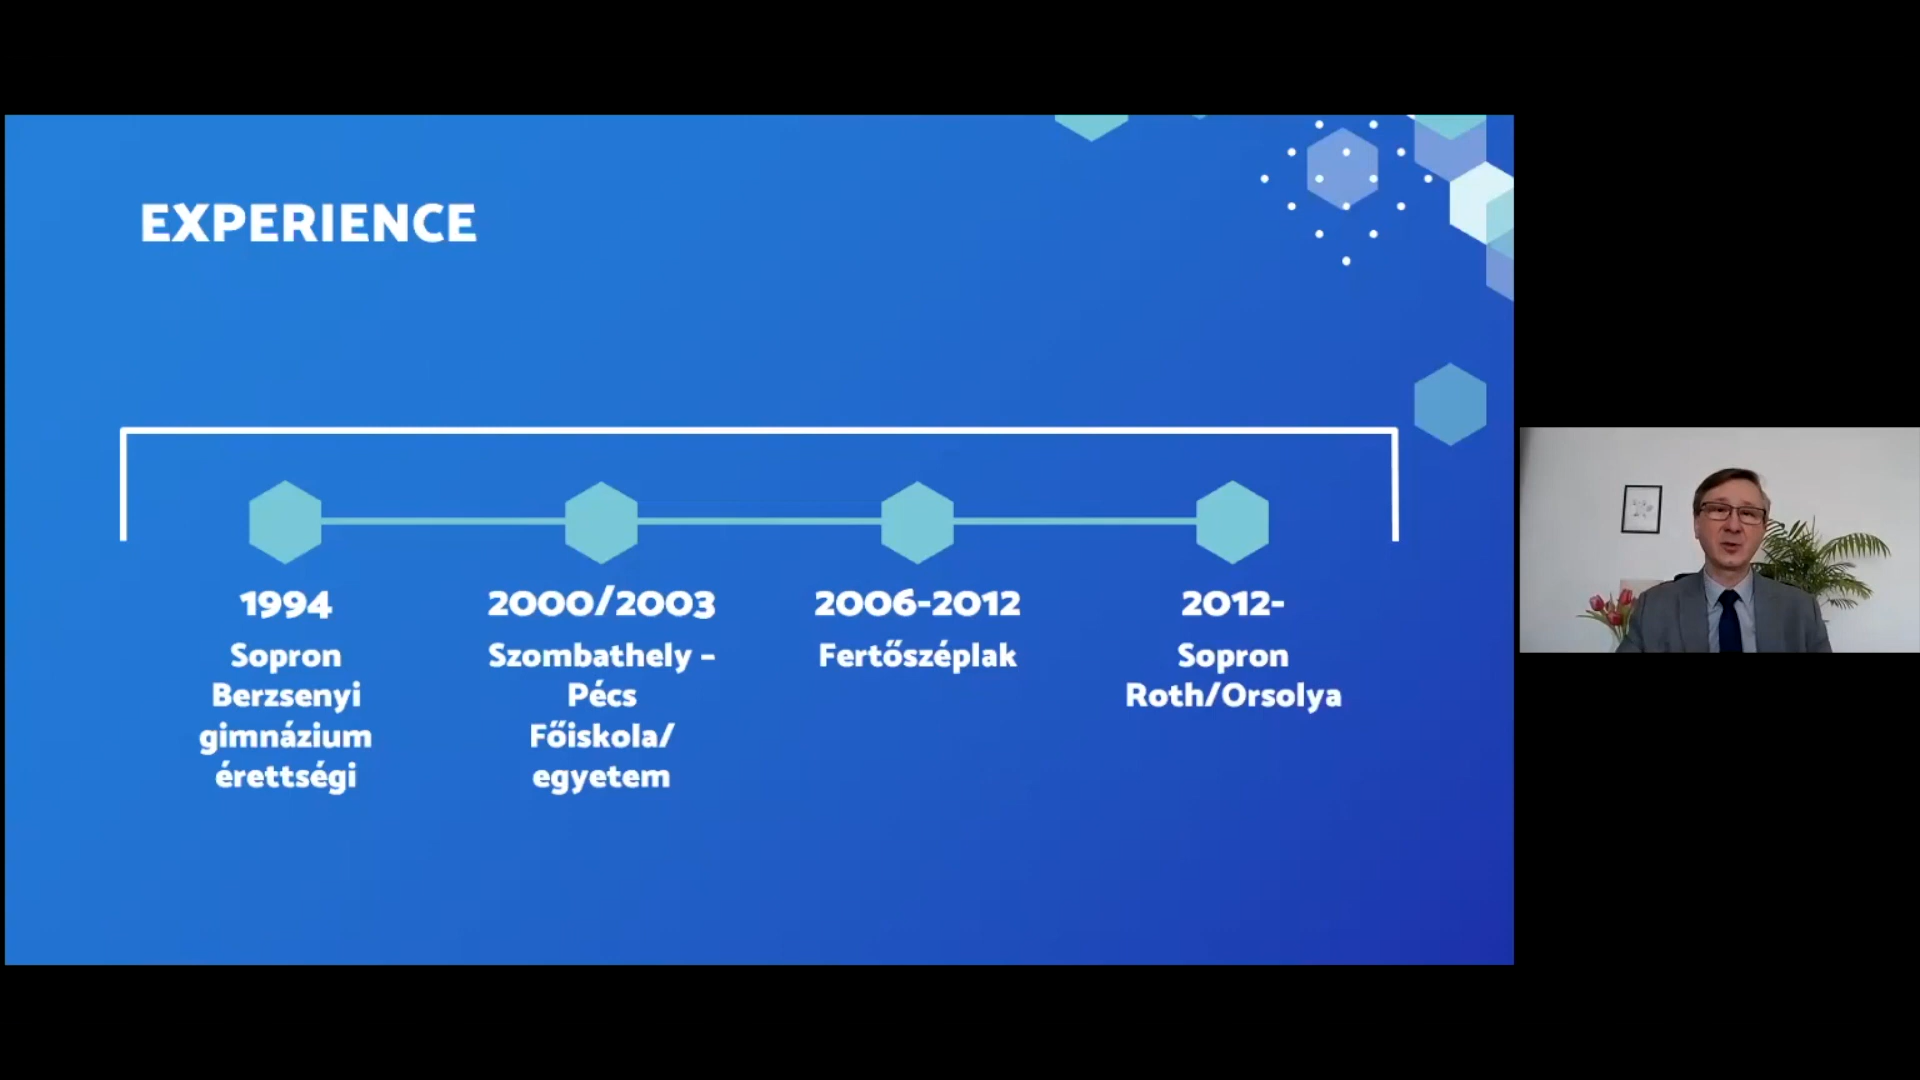 EXPERIENCE
1994
Sopron
Berzsenyi
gimnázium
érettségi
2000/2003
Szombathely –
Pécs
Főiskola/
egyetem
2006-2012
Fertőszéplak
2012-
Sopron
Roth/Orsolya